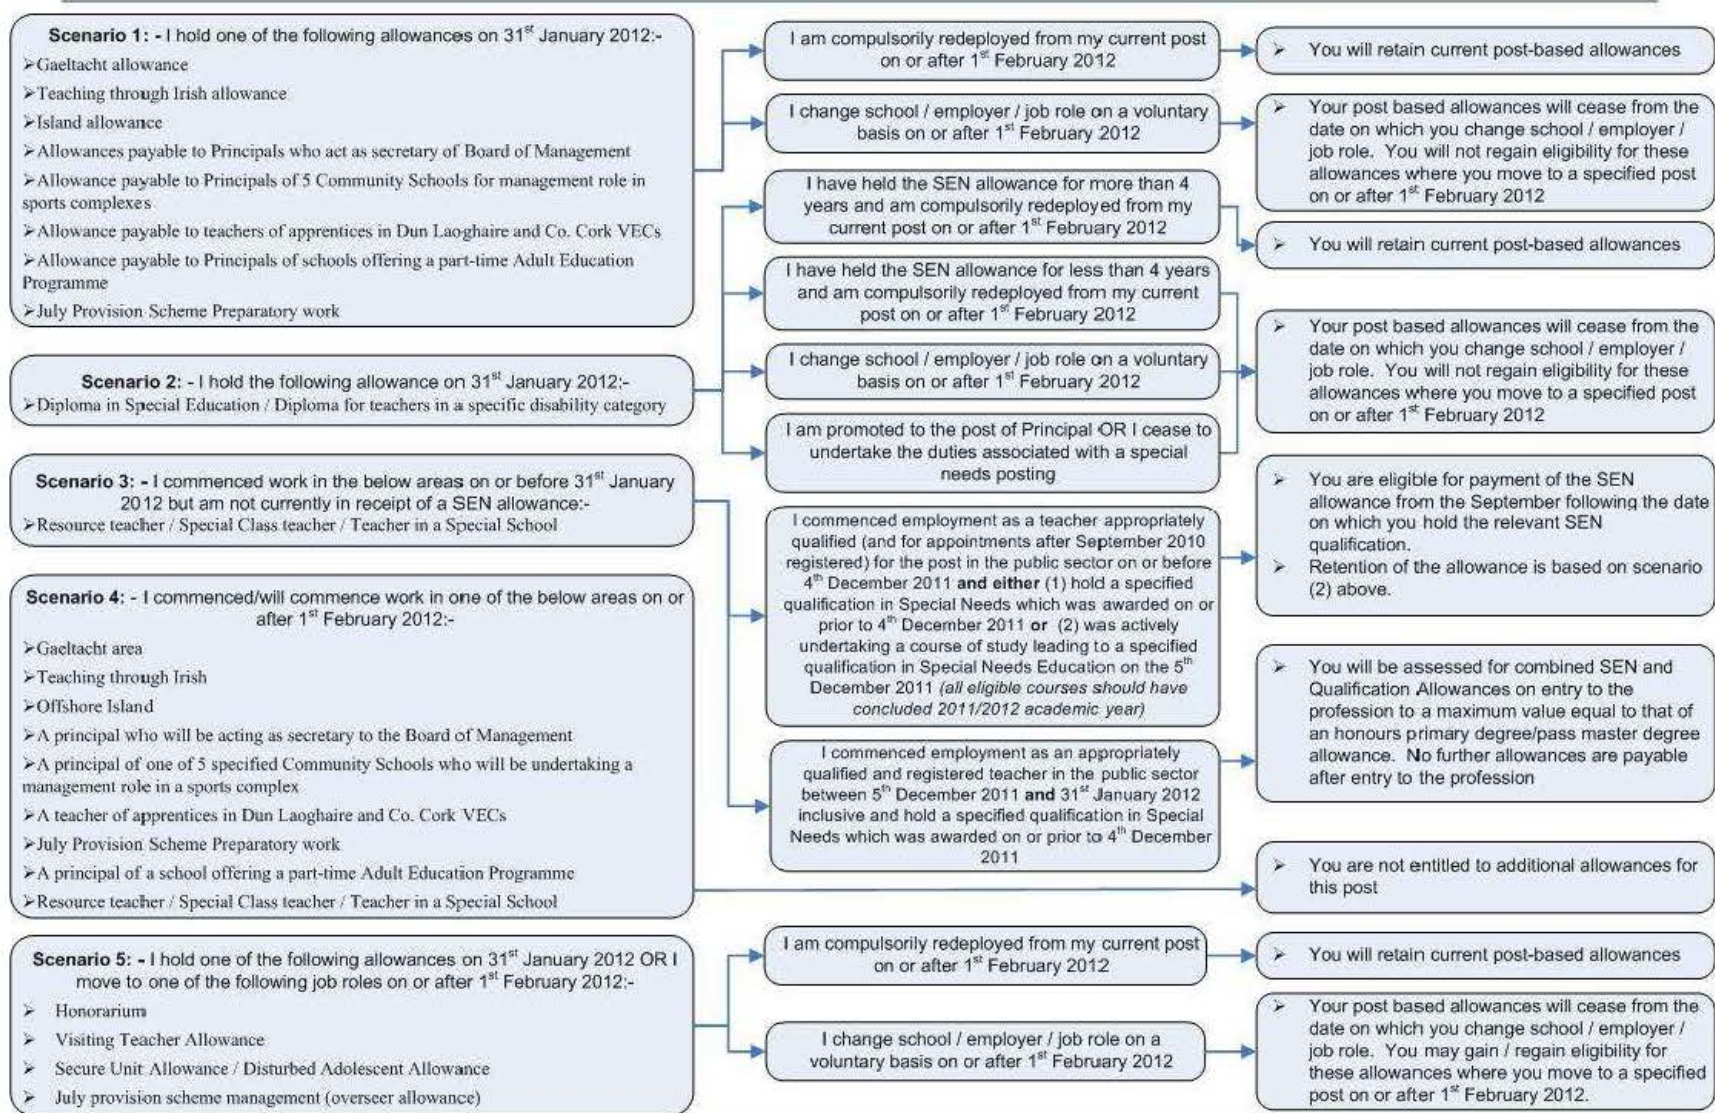 Scenario 1: - I hold one of the following allowances on 31st January 2012:-
➢Gaeltacht allowance
➢Teaching through Irish allowance
➢Island allowance
➢Allowances payable to Principals who act as secretary of Board of Management
➢Allowance payable to Principals of 5 Community Schools for management role in
sports complexes
➢Allowance payable to teachers of apprentices in Dun Laoghaire and Co. Cork VECs
➢Allowance payable to Principals of schools offering a part-time Adult Education
Programme
➢July Provision Scheme Preparatory work
I am compulsorily redeployed from my current post
on or after 1st February 2012
➢ You will retain current post-based allowances
I change school / employer / job role on a voluntary
basis on or after 1st February 2012
➢ Your post based allowances will cease from the
date on which you change school / employer /
job role. You will not regain eligibility for these
allowances where you move to a specified post
on or after 1st February 2012
Scenario 2: - I hold the following allowance on 31st January 2012:-
➢Diploma in Special Education / Diploma for teachers in a specific disability category
I have held the SEN allowance for more than 4
years and am compulsorily redeployed from my
current post on or after 1st February 2012
➢ You will retain current post-based allowances
I have held the SEN allowance for less than 4 years
and am compulsorily redeployed from my current
post on or after 1st February 2012
I change school / employer / job role on a voluntary
basis on or after 1st February 2012
I am promoted to the post of Principal OR I cease to
undertake the duties associated with a special
needs posting
➢ Your post based allowances will cease from the
date on which you change school / employer /
job role. You will not regain eligibility for these
allowances where you move to a specified post
on or after 1st February 2012
Scenario 3: - I commenced work in the below areas on or before 31st January
2012 but am not currently in receipt of a SEN allowance:-
➢Resource teacher / Special Class teacher / Teacher in a Special School
I commenced employment as a teacher appropriately
qualified (and for appointments after September 2010
registered) for the post in the public sector on or before
4th December 2011 and either (1) hold a specified
qualification in Special Needs which was awarded on or
prior to 4th December 2011 or (2) was actively
undertaking a course of study leading to a specified
qualification in Special Needs Education on the 5th
December 2011 (all eligible courses should have
concluded 2011/2012 academic year)
➢ You are eligible for payment of the SEN
allowance from the September following the date
on which you hold the relevant SEN
qualification.
➢ Retention of the allowance is based on scenario
(2) above.
I commenced employment as an appropriately
qualified and registered teacher in the public sector
between 5th December 2011 and 31st January 2012
inclusive and hold a specified qualification in Special
Needs which was awarded on or prior to 4th December
2011
➢ You will be assessed for combined SEN and
Qualification Allowances on entry to the
profession to a maximum value equal to that of
an honours primary degree/pass master degree
allowance. No further allowances are payable
after entry to the profession
Scenario 4: - I commenced/will commence work in one of the below areas on or
after 1st February 2012:-
➢Gaeltacht area
➢Teaching through Irish
➢Offshore Island
➢A principal who will be acting as secretary to the Board of Management
➢A principal of one of 5 specified Community Schools who will be undertaking a
management role in a sports complex
➢A teacher of apprentices in Dun Laoghaire and Co. Cork VECs
➢July Provision Scheme Preparatory work
➢A principal of a school offering a part-time Adult Education Programme
➢Resource teacher / Special Class teacher / Teacher in a Special School
➢ You are not entitled to additional allowances for
this post
Scenario 5: - I hold one of the following allowances on 31st January 2012 OR I
move to one of the following job roles on or after 1st February 2012:-
➢ Honorarium
➢ Visiting Teacher Allowance
➢ Secure Unit Allowance / Disturbed Adolescent Allowance
➢ July provision scheme management (overseer allowance)
I am compulsorily redeployed from my current post
on or after 1st February 2012
➢ You will retain current post-based allowances
I change school / employer / job role on a
voluntary basis on or after 1st February 2012
➢ Your post based allowances will cease from the
date on which you change school / employer /
job role. You may gain / regain eligibility for
these allowances where you move to a specified
post on or after 1st February 2012.